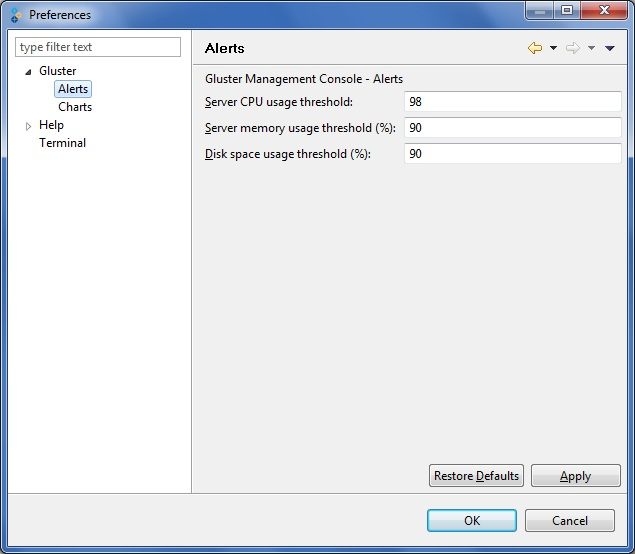 Preferences
type filter text
Gluster
Alerts
Charts
Help
Terminal
Alerts
Gluster Management Console - Alerts
Server CPU usage threshold: 98
Server memory usage threshold (%): 90
Disk space usage threshold (%): 90
Restore Defaults Apply
OK Cancel